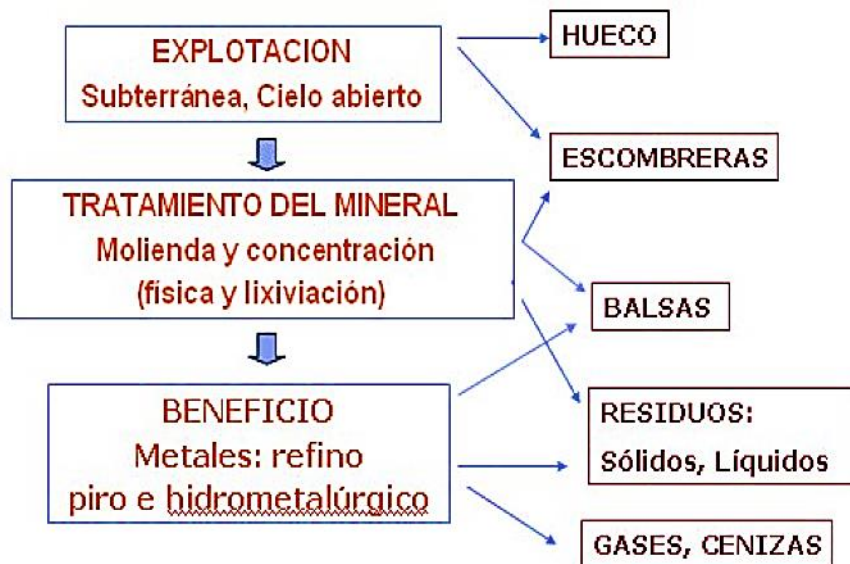 EXPLOTACION
Subterránea, Cielo abierto
HUECO
ESCOMBRERAS
TRATAMIENTO DEL MINERAL
Molienda y concentración
(física y lixiviación)
BALSAS
BENEFICIO
Metales: refino
piro e hidrometalúrgico
RESIDUOS:
Sólidos, Líquidos
GASES, CENIZAS